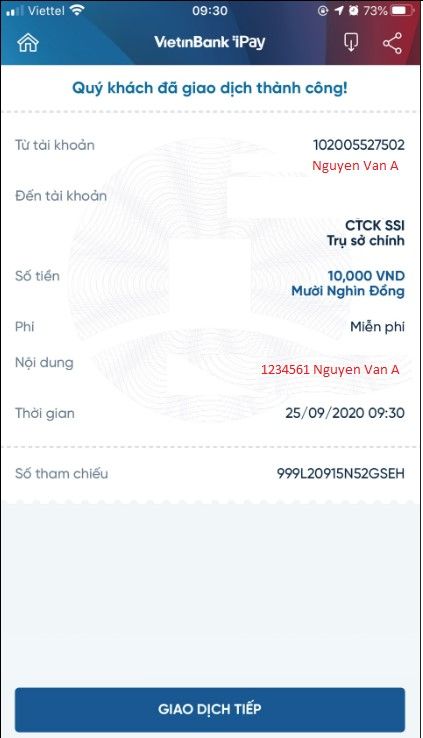 Viettel 09:30 73%
VietinBank iPay
Quý khách đã giao dịch thành công!
Từ tài khoản 102005527502
Nguyen Van A
Đến tài khoản
CTCK SSI
Trụ sở chính
Số tiền 10,000 VND
Mười Nghìn Đồng
Phí Miễn phí
Nội dung 1234561 Nguyen Van A
Thời gian 25/09/2020 09:30
Số tham chiếu 999L20915N52GSEH
GIAO DỊCH TIẾP